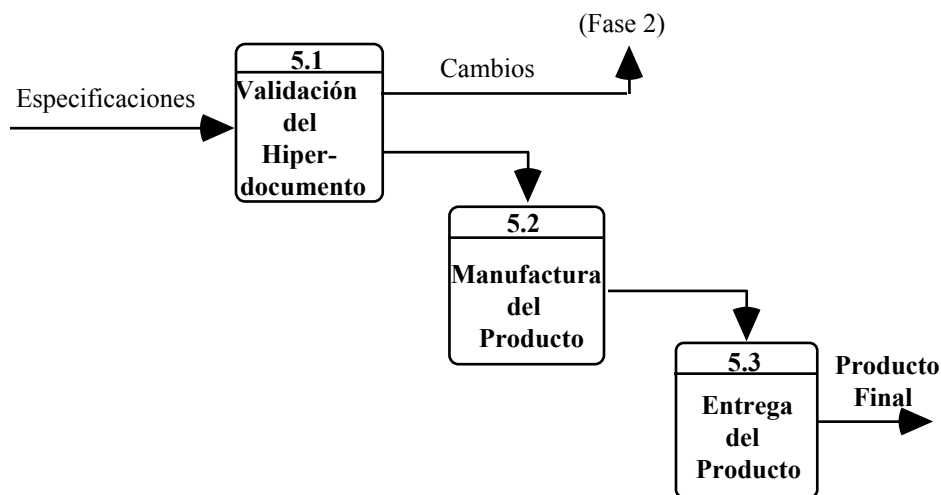 (Fase 2)
5.1
Validación
del
Hiper-
documento
Cambios
Especificaciones
5.2
Manufactura
del
Producto
5.3
Entrega
del
Producto
Producto
Final